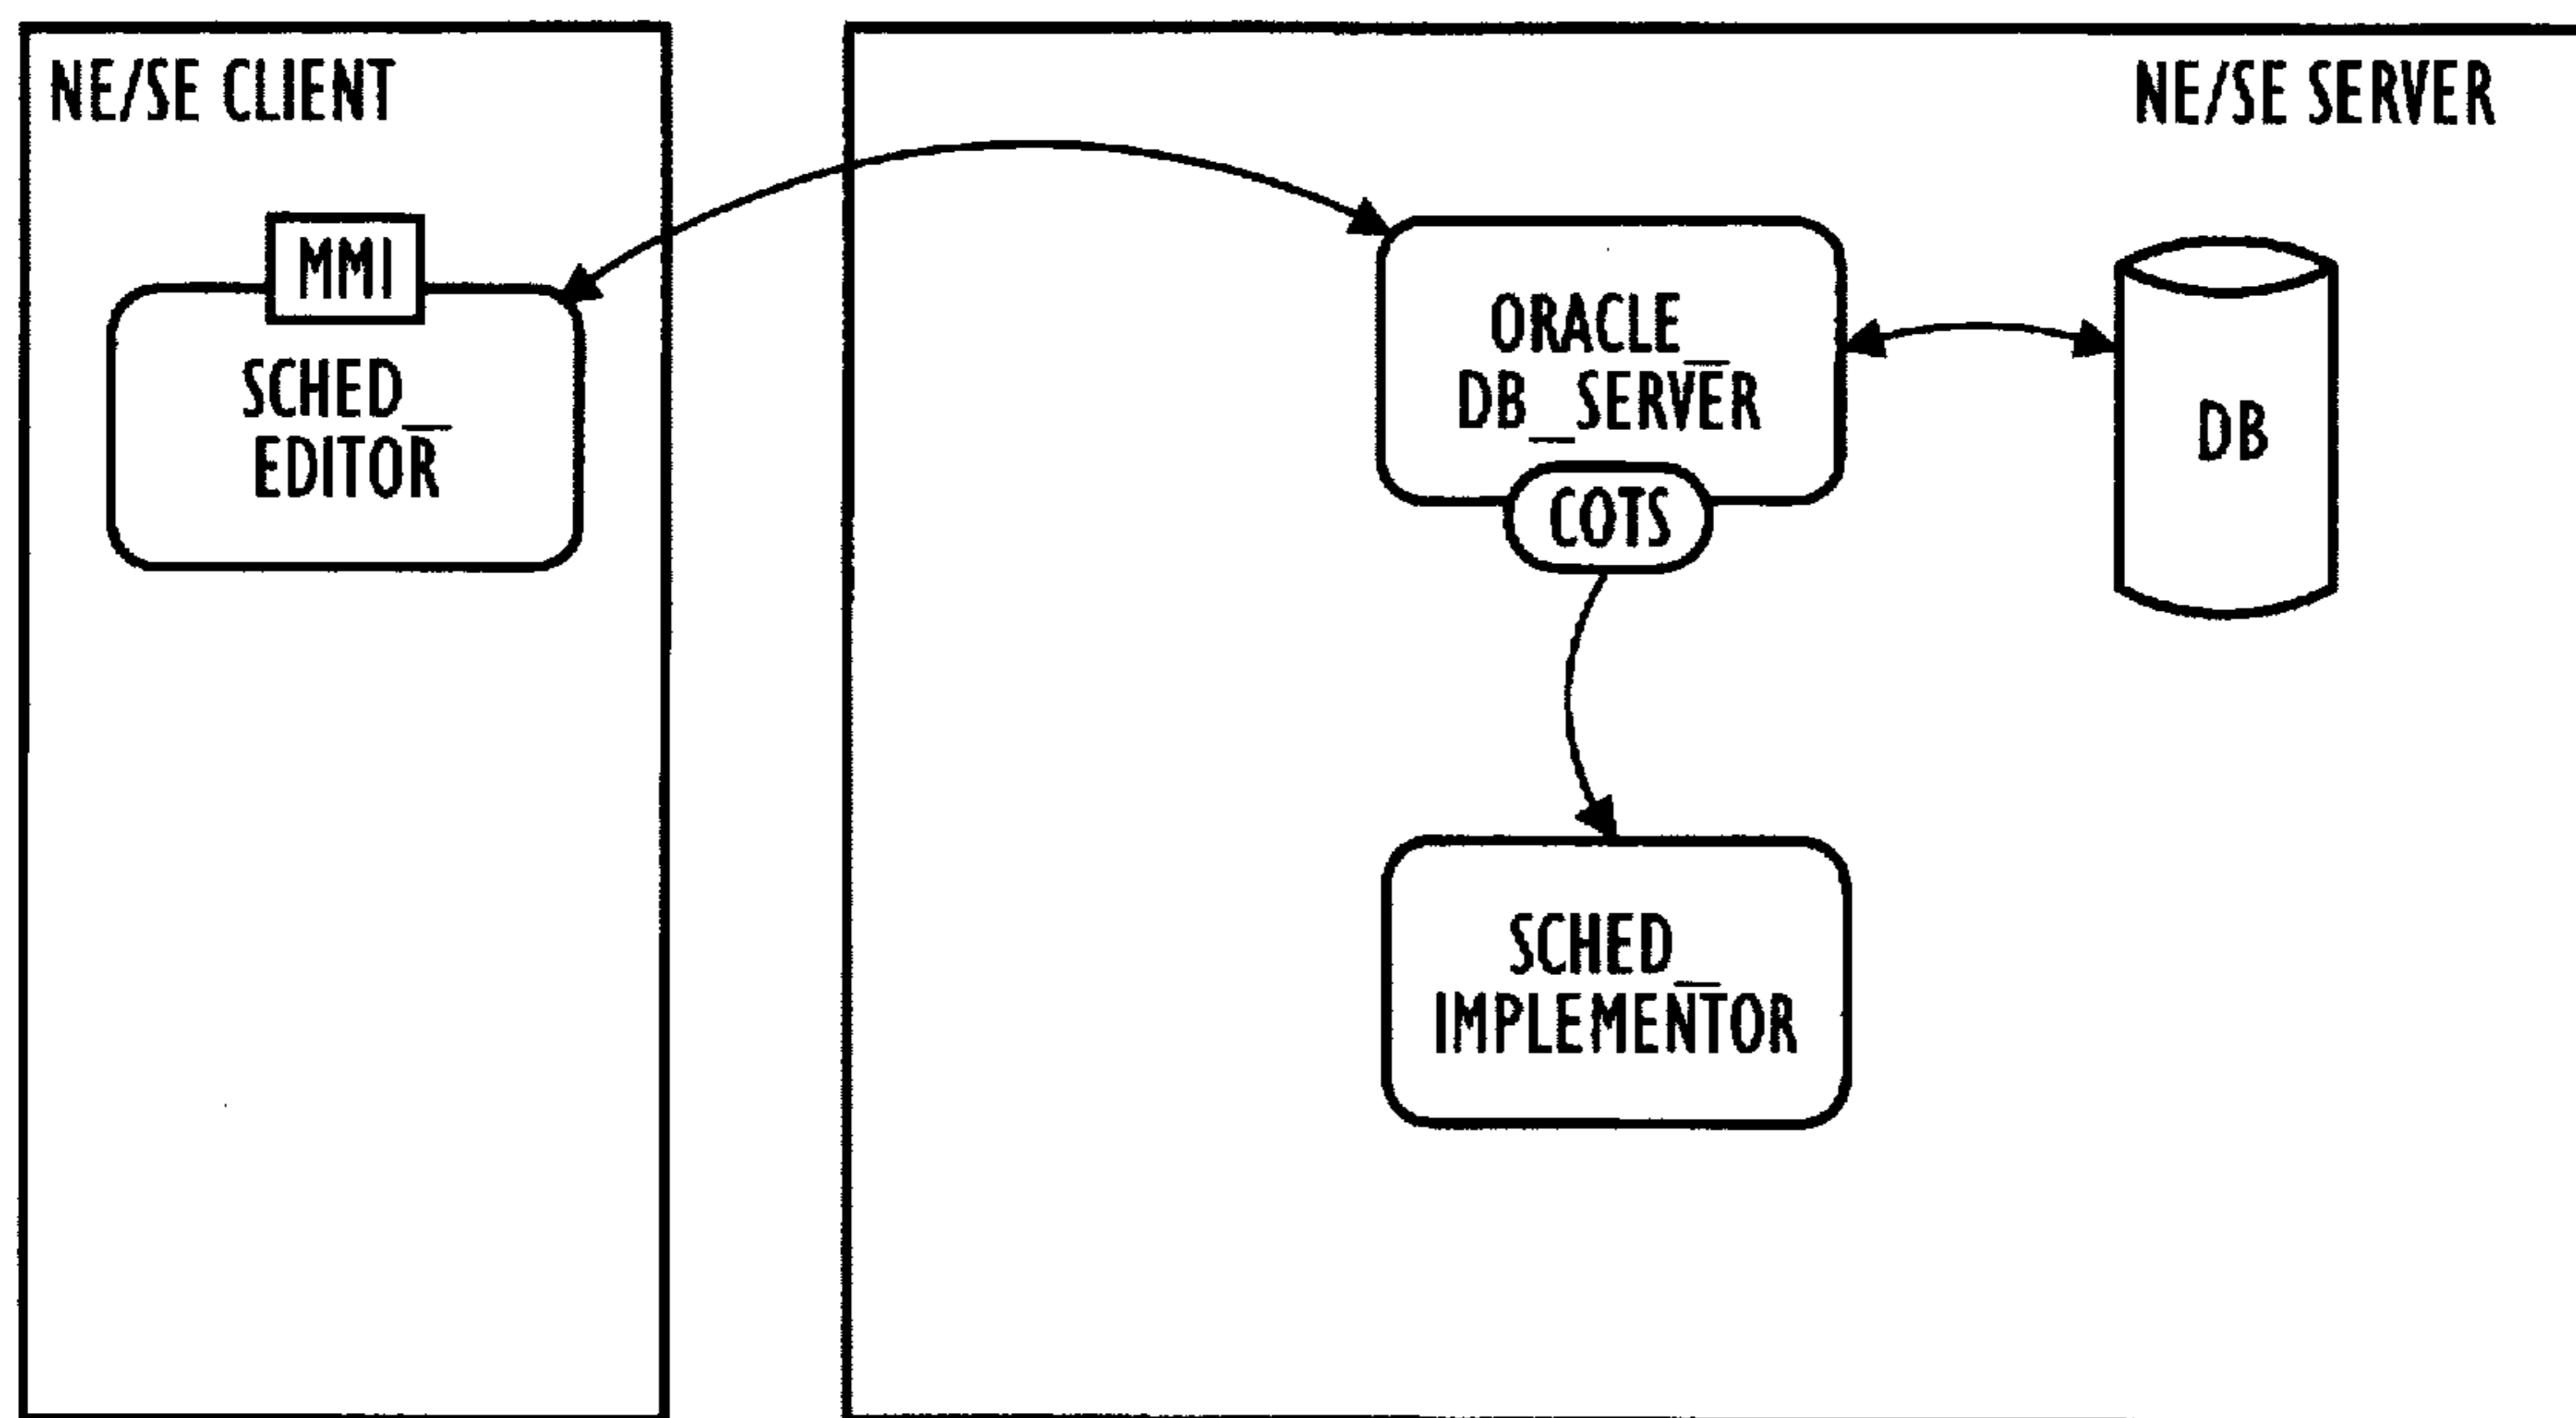 NE/SE CLIENT
NE/SE SERVER
MMI
SCHED_
EDITOR
ORACLE_
DB_SERVER
COTS
DB
SCHED_
IMPLEMENTOR